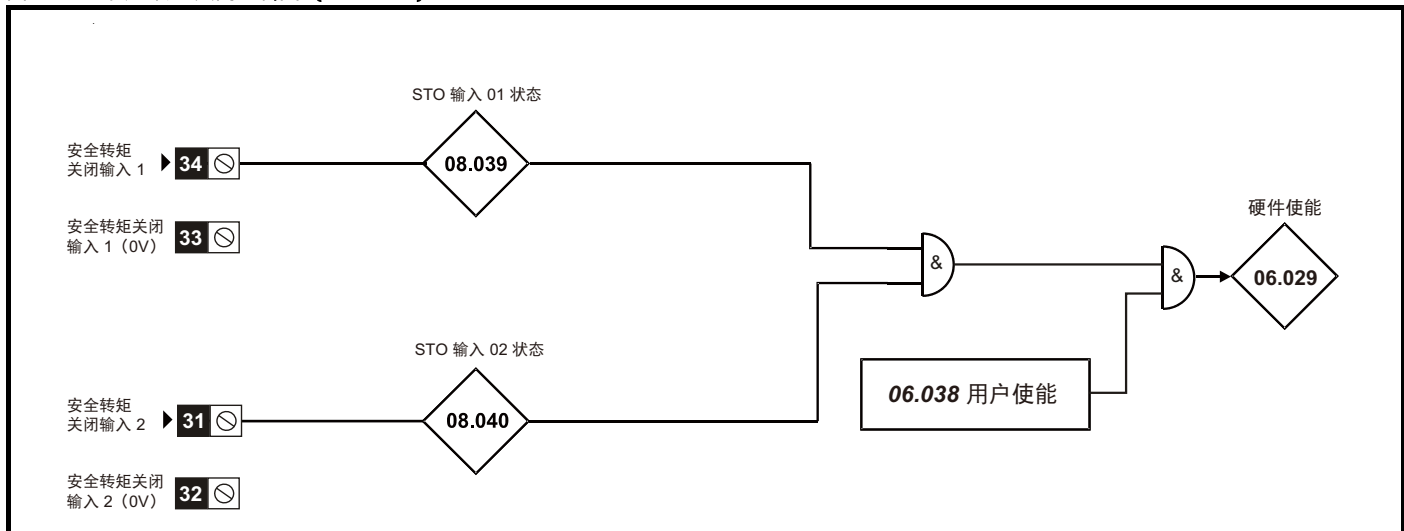 STO 输入 01 状态
安全转矩
关闭输入 1
34
08.039
安全转矩关闭
输入 1（0V）
33
硬件使能
&
&
06.029
STO 输入 02 状态
06.038 用户使能
安全转矩
关闭输入 2
31
08.040
安全转矩关闭
输入 2（0V）
32